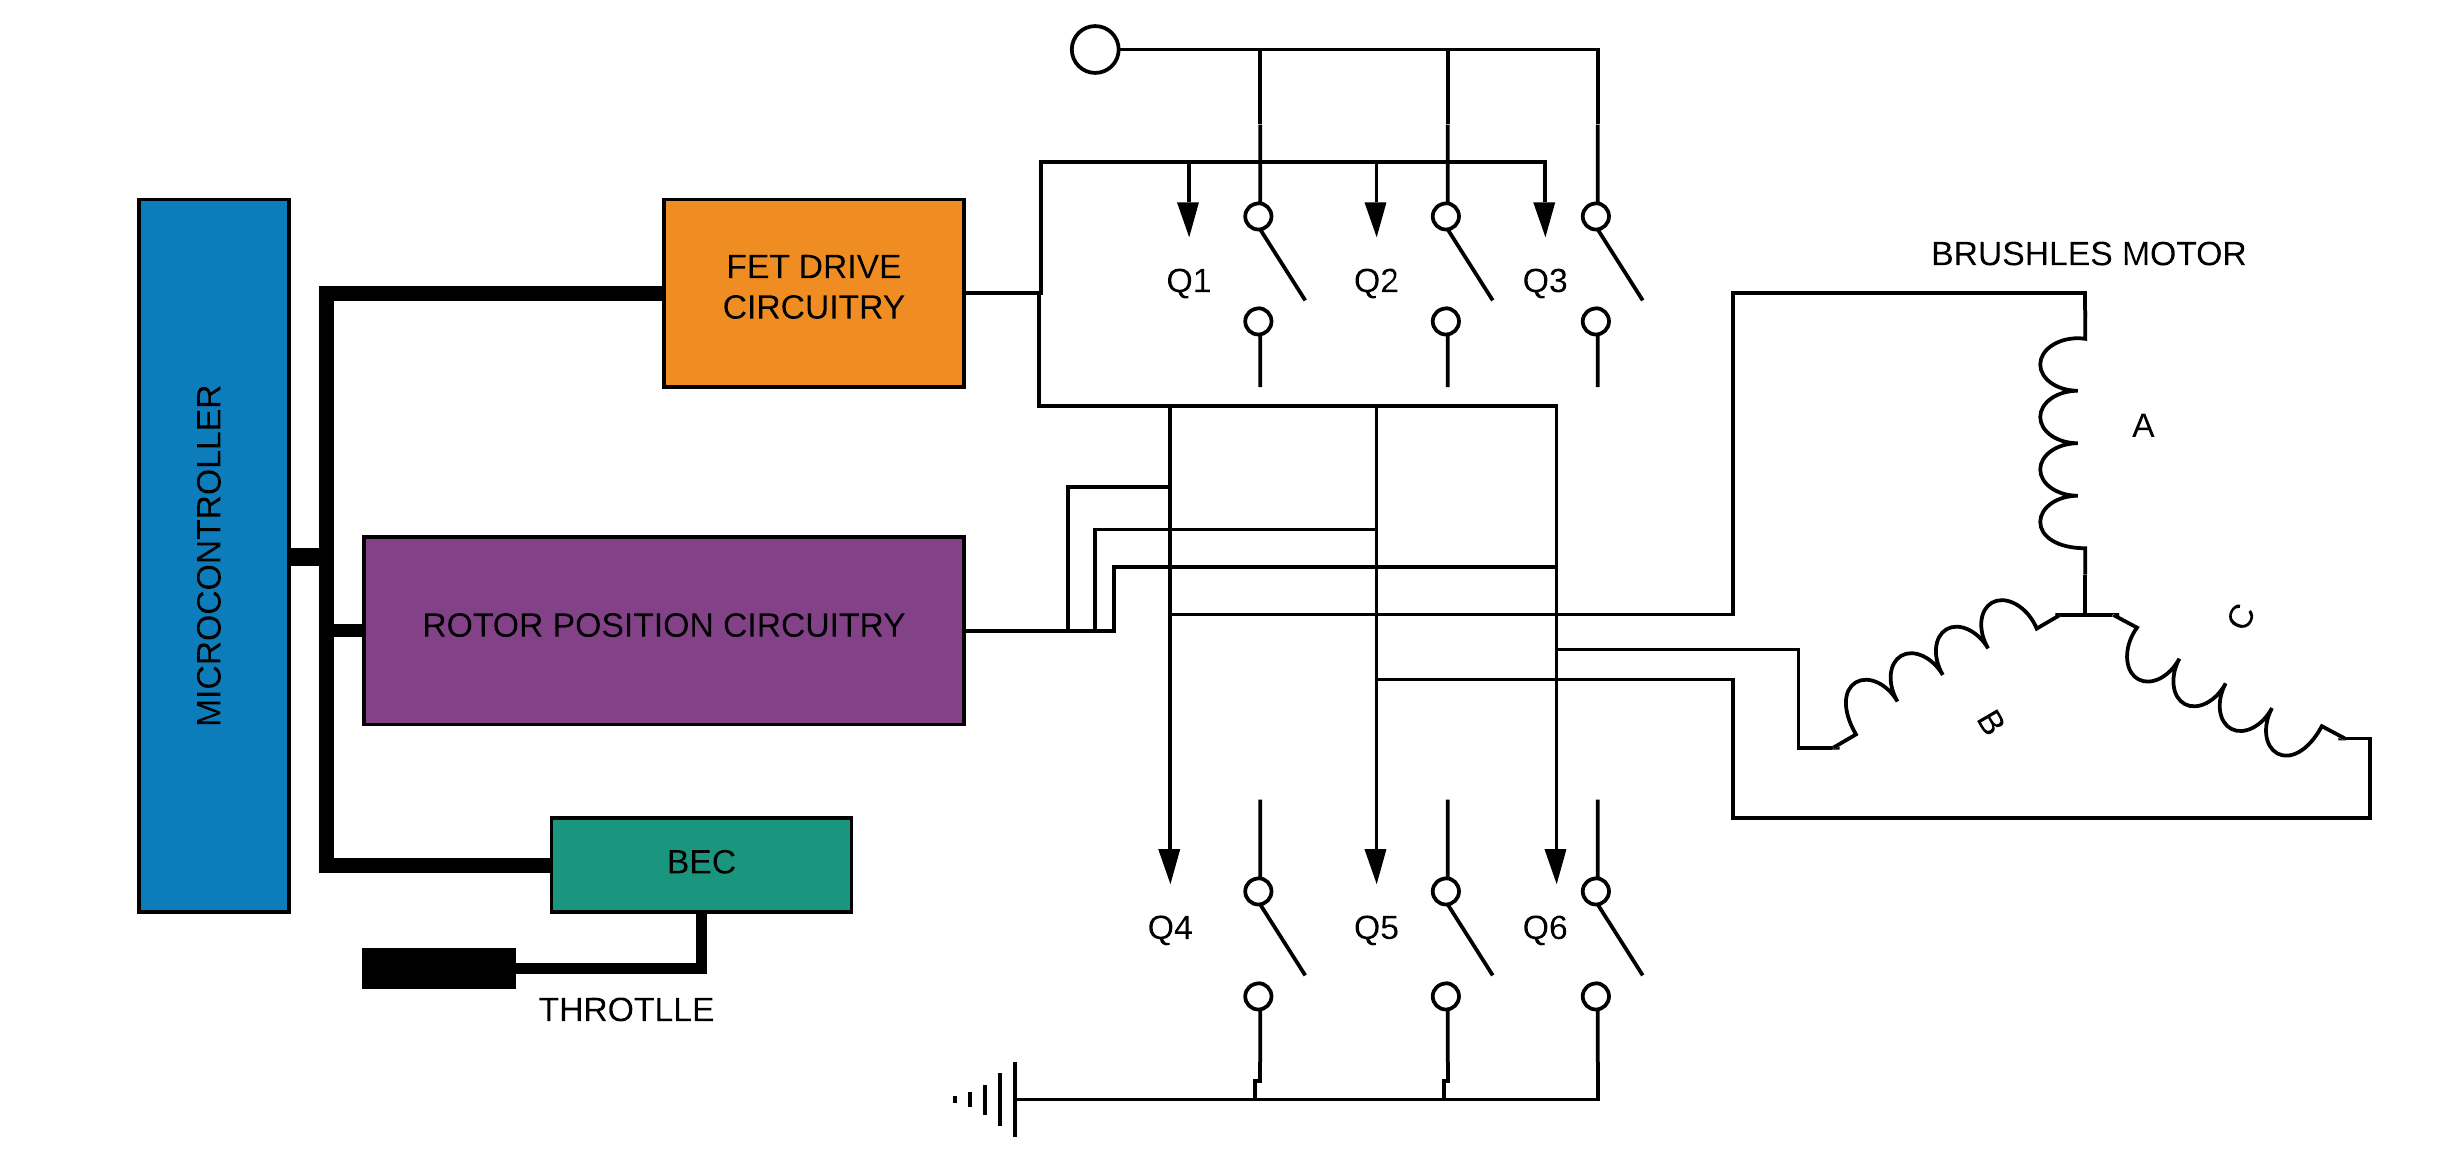 MICROCONTROLLER
FET DRIVE
CIRCUITRY
ROTOR POSITION CIRCUITRY
BEC
THROTLLE
Q1
Q2
Q3
Q4
Q5
Q6
BRUSHLES MOTOR
A
B
C